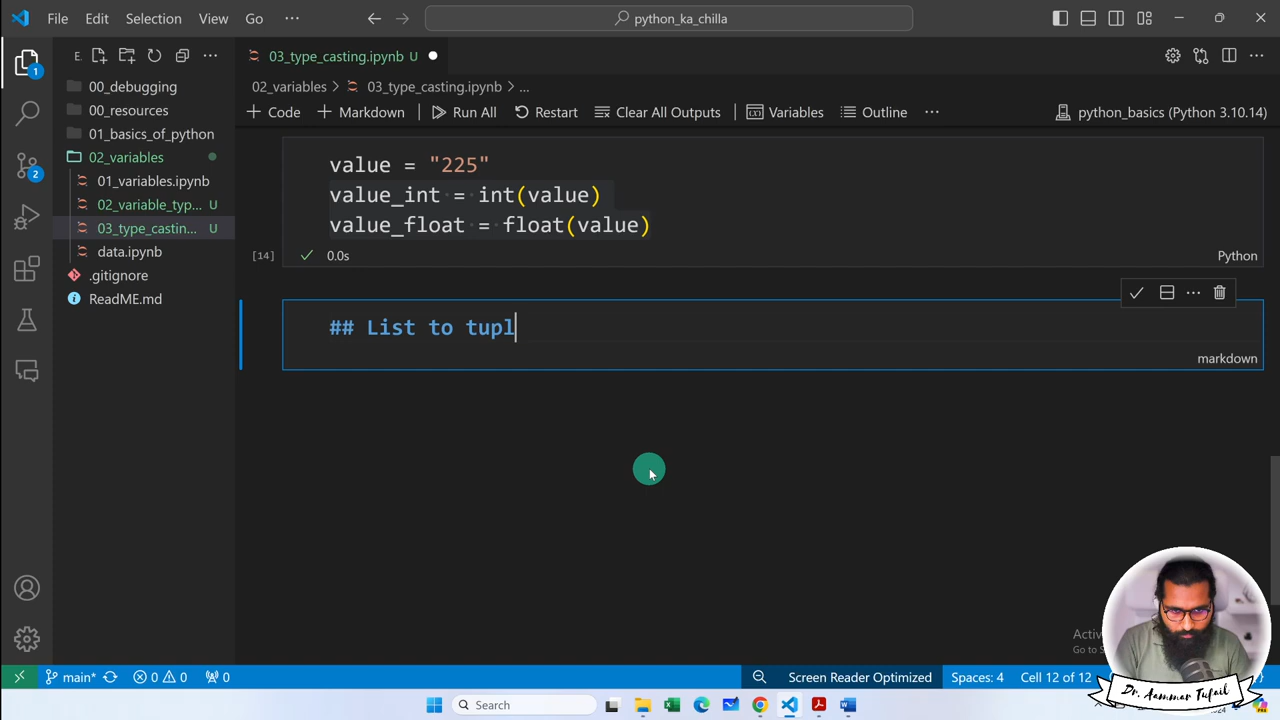 File Edit Selection View Go ··· python_ka_chilla
E. 03_type_casting.ipynb U
00_debugging
00_resources
01_basics_of_python
02_variables
01_variables.ipynb
02_variable_typ... U
03_type_castin... U
data.ipynb
.gitignore
ReadME.md
02_variables > 03_type_casting.ipynb > ...
+ Code + Markdown Run All Restart Clear All Outputs Variables Outline ··· python_basics (Python 3.10.14)
value = "225"
value_int = int(value)
value_float = float(value)
[14] 0.0s Python
## List to tupl
markdown
1
2
Activ
Go to S
main* 0 0 0 Screen Reader Optimized Spaces: 4 Cell 12 of 12
Search
Dr. Aammar Tufail